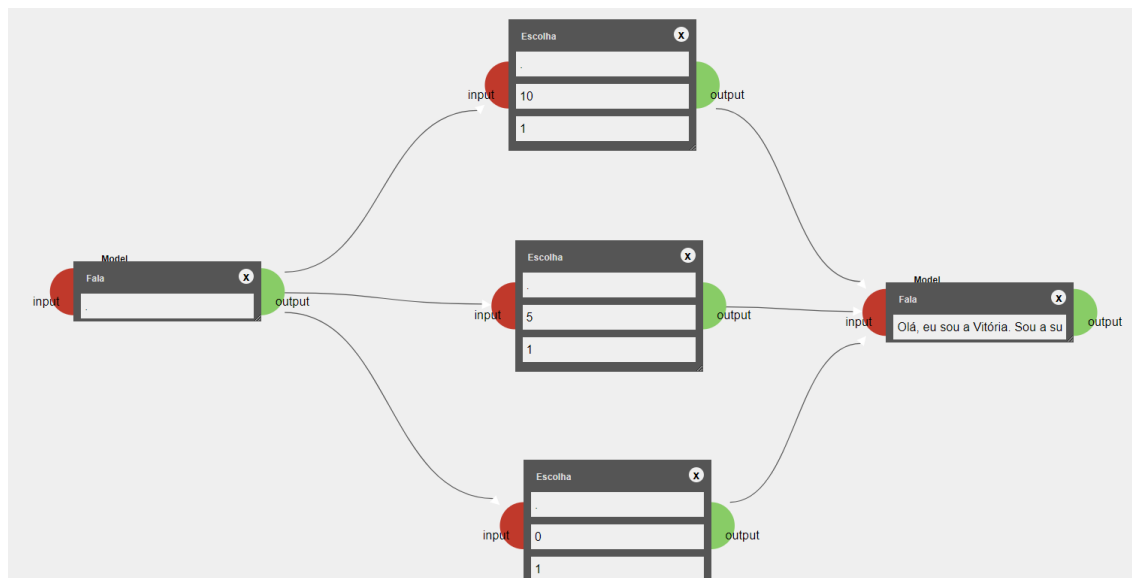 Escolha
x
.
input
10
output
1
Model
Fala
x
input
.
output
Escolha
x
.
input
5
output
1
Model
Fala
x
input
Olá, eu sou a Vitória. Sou a su
output
Escolha
x
.
input
0
output
1